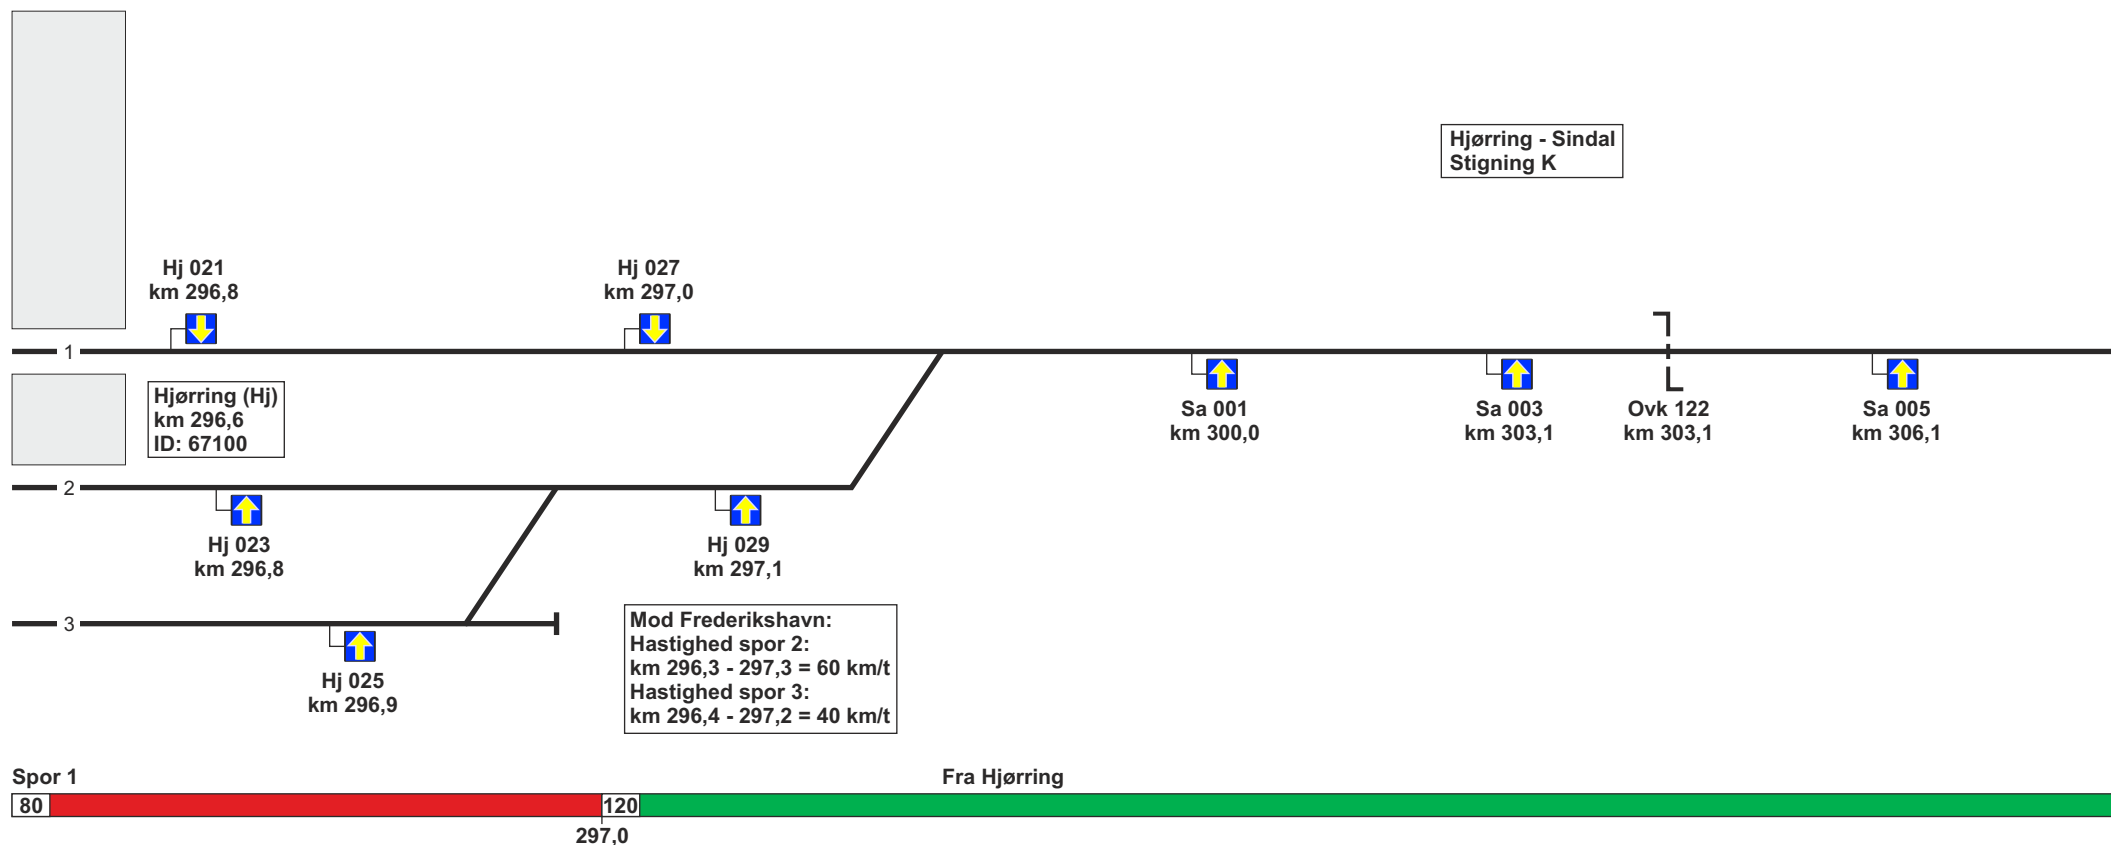 Hjørring - Sindal
Stigning K
Hj 021
km 296,8
Hj 027
km 297,0
1
Hjørring (Hj)
km 296,6
ID: 67100
Sa 001
km 300,0
Sa 003
km 303,1
Ovk 122
km 303,1
Sa 005
km 306,1
2
Hj 023
km 296,8
Hj 029
km 297,1
3
Hj 025
km 296,9
Mod Frederikshavn:
Hastighed spor 2:
km 296,3 - 297,3 = 60 km/t
Hastighed spor 3:
km 296,4 - 297,2 = 40 km/t
Spor 1
Fra Hjørring
80
120
297,0